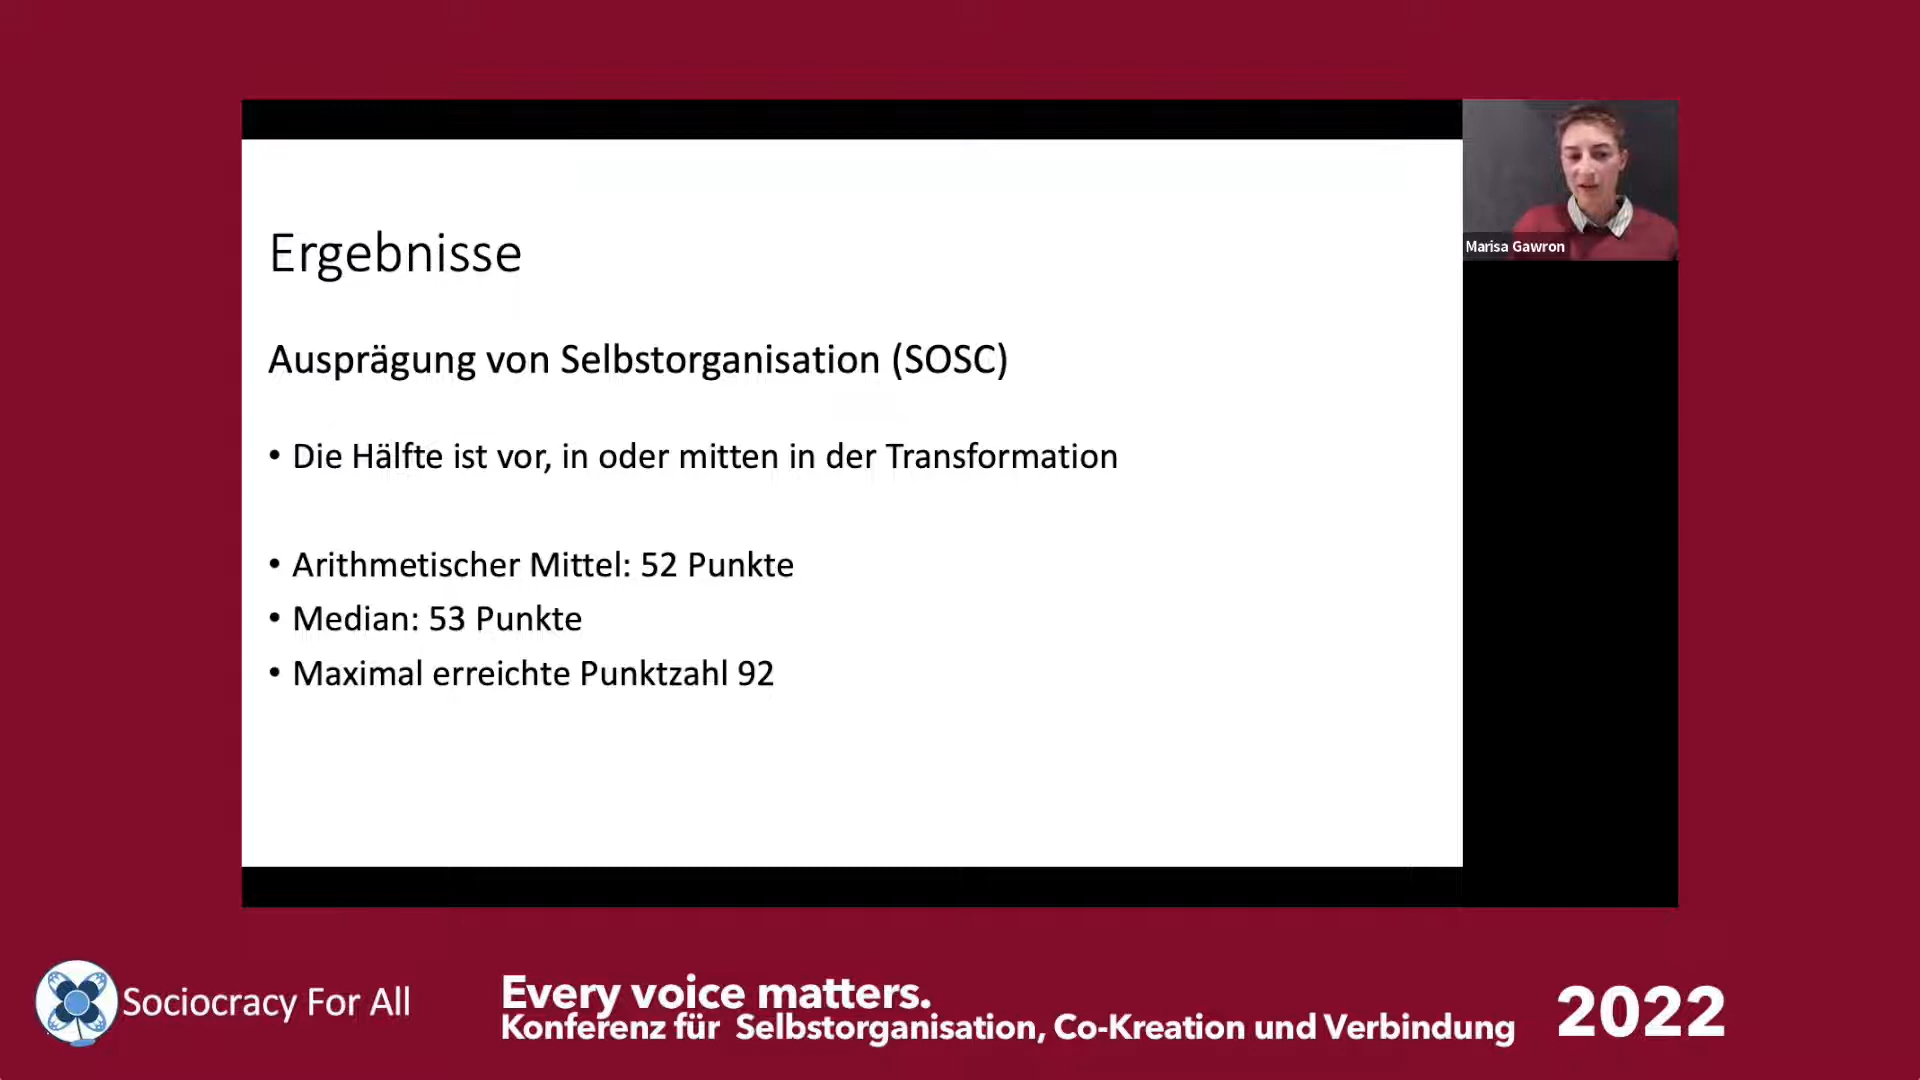 Ergebnisse
Ausprägung von Selbstorganisation (SOSC)
• Die Hälfte ist vor, in oder mitten in der Transformation
• Arithmetischer Mittel: 52 Punkte
• Median: 53 Punkte
• Maximal erreichte Punktzahl 92
Marisa Gawron
Sociocracy For All
Every voice matters.
Konferenz für Selbstorganisation, Co-Kreation und Verbindung
2022